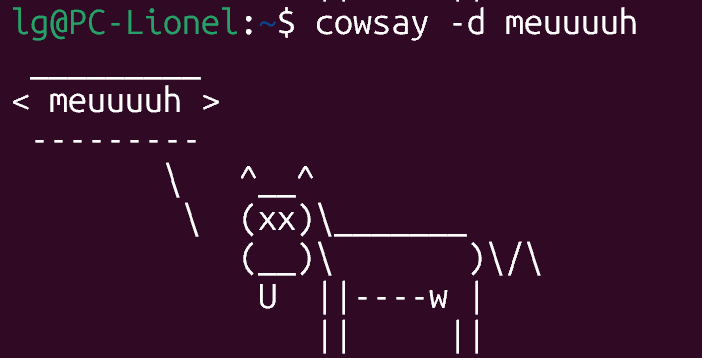 lg@PC-Lionel:~$ cowsay -d meuuuuh
 _________
< meuuuuh >
 ---------
        \   ^__^
         \  (xx)\_______
            (__)\       )\/\
             U  ||----w |
                ||     ||